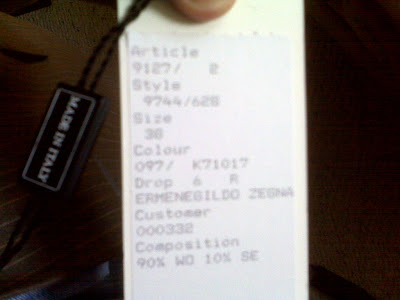 Article
9127/ 2
Style
9744/628
Size
38
Colour
097/ K71017
Drop 6 R
ERMENEGILDO ZEGNA
Customer
000332
Composition
90% WO 10% SE
MADE IN ITALY